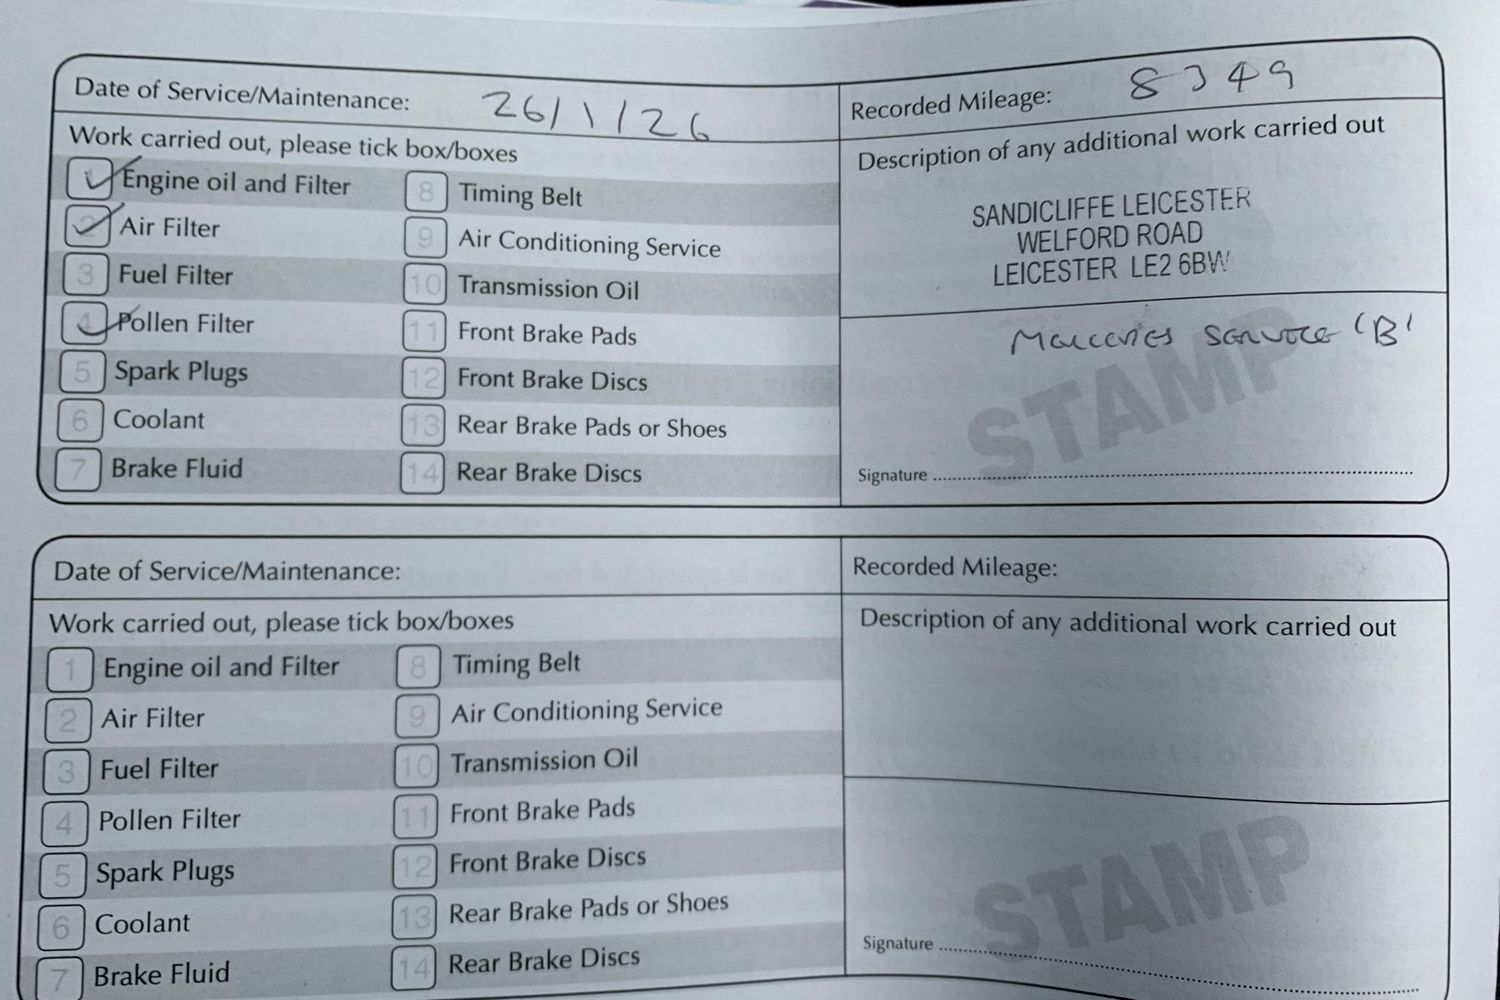 Date of Service/Maintenance: 26/1/26
Recorded Mileage: 8349
Work carried out, please tick box/boxes
1 Engine oil and Filter
2 Air Filter
3 Fuel Filter
4 Pollen Filter
5 Spark Plugs
6 Coolant
7 Brake Fluid
8 Timing Belt
9 Air Conditioning Service
10 Transmission Oil
11 Front Brake Pads
12 Front Brake Discs
13 Rear Brake Pads or Shoes
14 Rear Brake Discs
Description of any additional work carried out
SANDICLIFFE LEICESTER
WELFORD ROAD
LEICESTER LE2 6BW
Mercedes Service 'B'
STAMP
Signature
Date of Service/Maintenance:
Recorded Mileage:
Work carried out, please tick box/boxes
1 Engine oil and Filter
2 Air Filter
3 Fuel Filter
4 Pollen Filter
5 Spark Plugs
6 Coolant
7 Brake Fluid
8 Timing Belt
9 Air Conditioning Service
10 Transmission Oil
11 Front Brake Pads
12 Front Brake Discs
13 Rear Brake Pads or Shoes
14 Rear Brake Discs
Description of any additional work carried out
STAMP
Signature